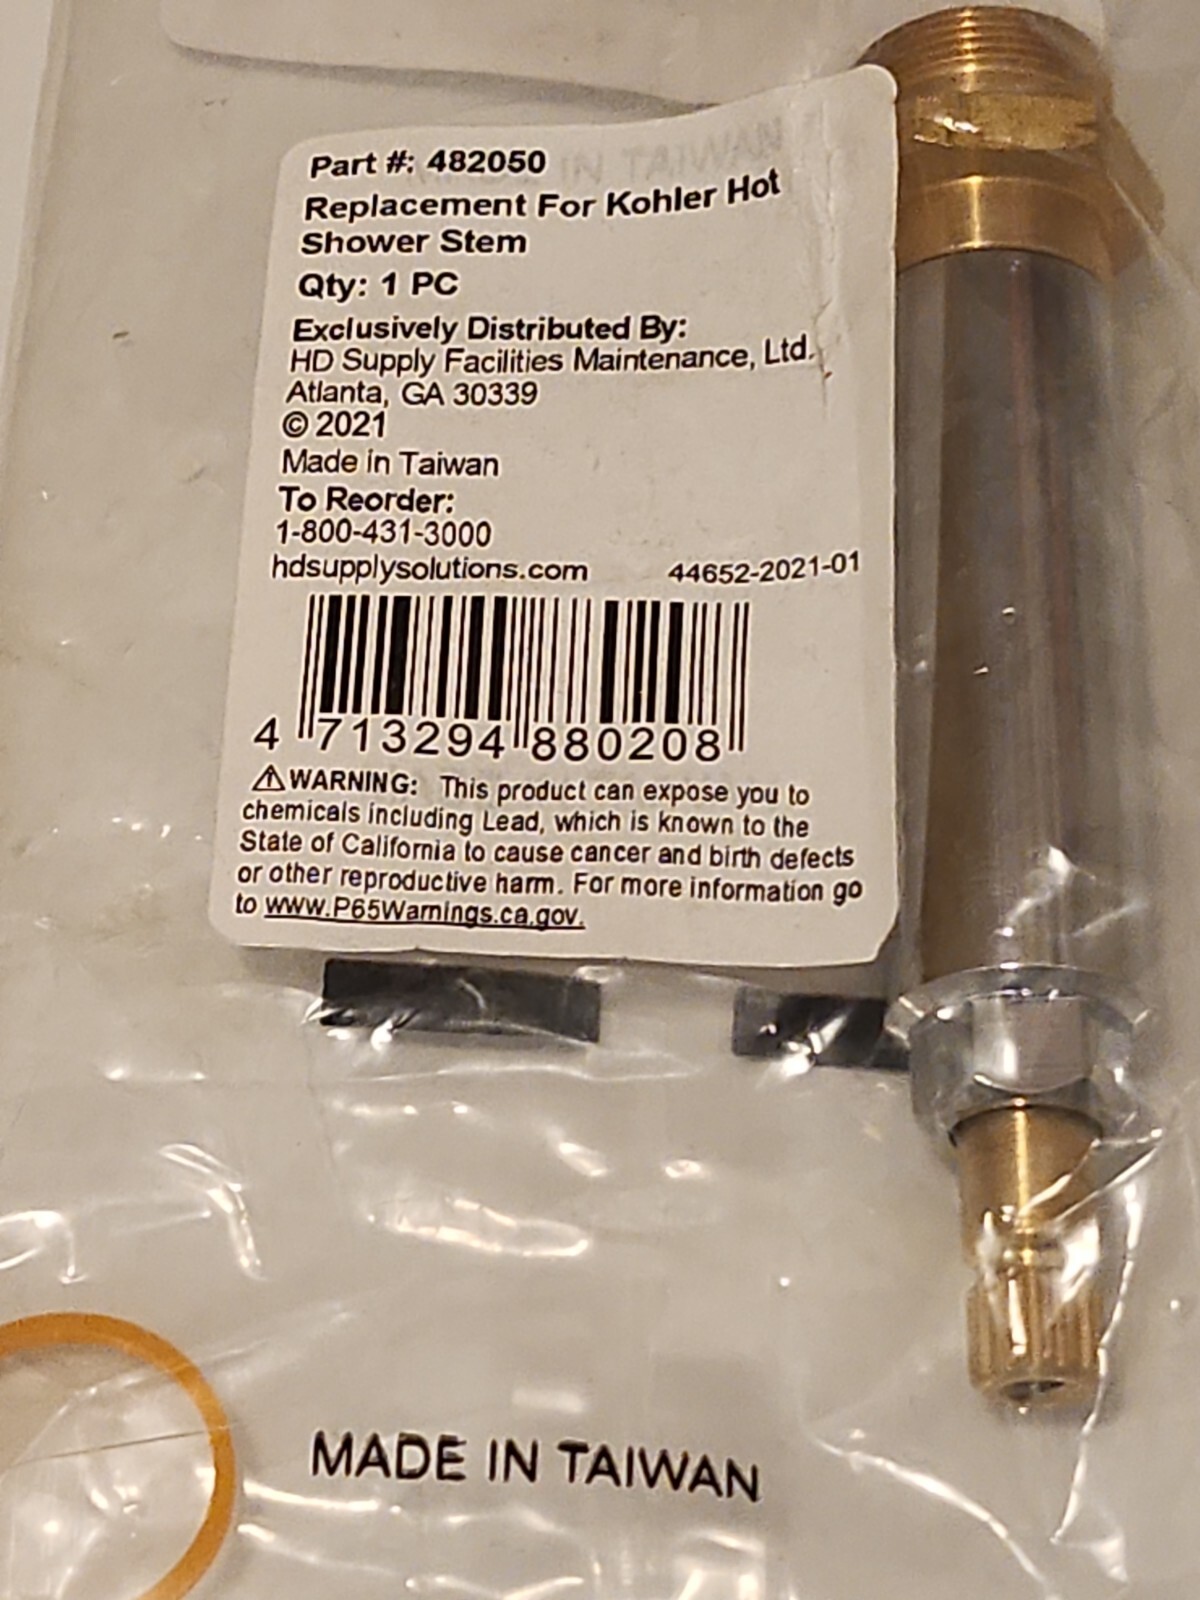 Part #: 482050
Replacement For Kohler Hot
Shower Stem
Qty: 1 PC
Exclusively Distributed By:
HD Supply Facilities Maintenance, Ltd.
Atlanta, GA 30339
© 2021
Made in Taiwan
To Reorder:
1-800-431-3000
hdsupplysolutions.com 44652-2021-01
4 713294 880208
⚠ WARNING: This product can expose you to
chemicals including Lead, which is known to the
State of California to cause cancer and birth defects
or other reproductive harm. For more information go
to www.P65Warnings.ca.gov.
MADE IN TAIWAN